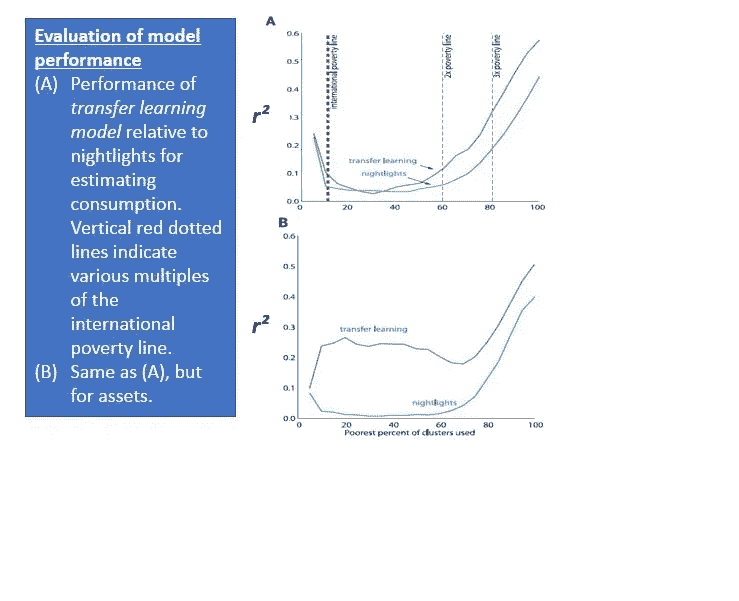 Evaluation of model
performance
(A) Performance of
transfer learning
model relative to
nightlights for
estimating
consumption.
Vertical red dotted
lines indicate
various multiples
of the
international
poverty line.
(B) Same as (A), but
for assets.
A
0.6
0.5
0.4
1.3
0.2
0.1
0.0
r²
international poverty line
2x poverty line
3x poverty line
transfer learning
nightlights
0 20 40 60 80 100
B
0.6
0.5
0.4
0.3
0.2
0.1
0.0
r²
transfer learning
nightlights
0 20 40 60 80 100
Poorest percent of clusters used